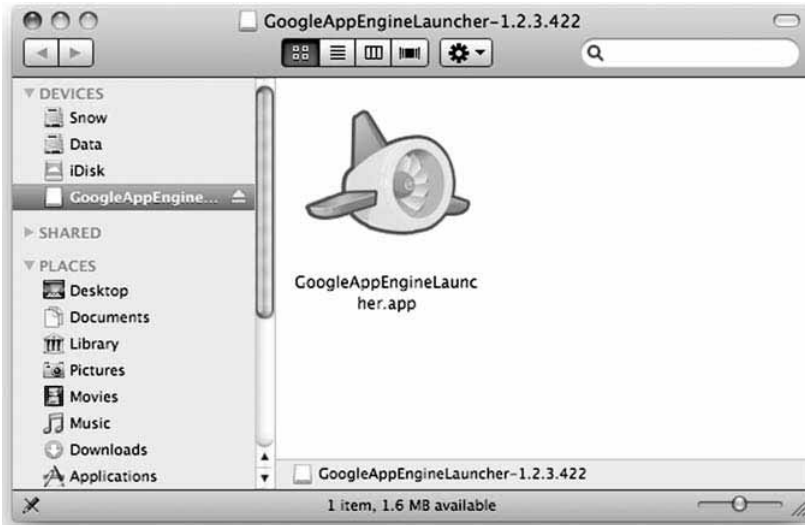 GoogleAppEngineLauncher-1.2.3.422
DEVICES
Snow
Data
iDisk
GoogleAppEngine...
SHARED
PLACES
Desktop
Documents
Library
Pictures
Movies
Music
Downloads
Applications
GoogleAppEngineLaunc
her.app
GoogleAppEngineLauncher-1.2.3.422
1 item, 1.6 MB available